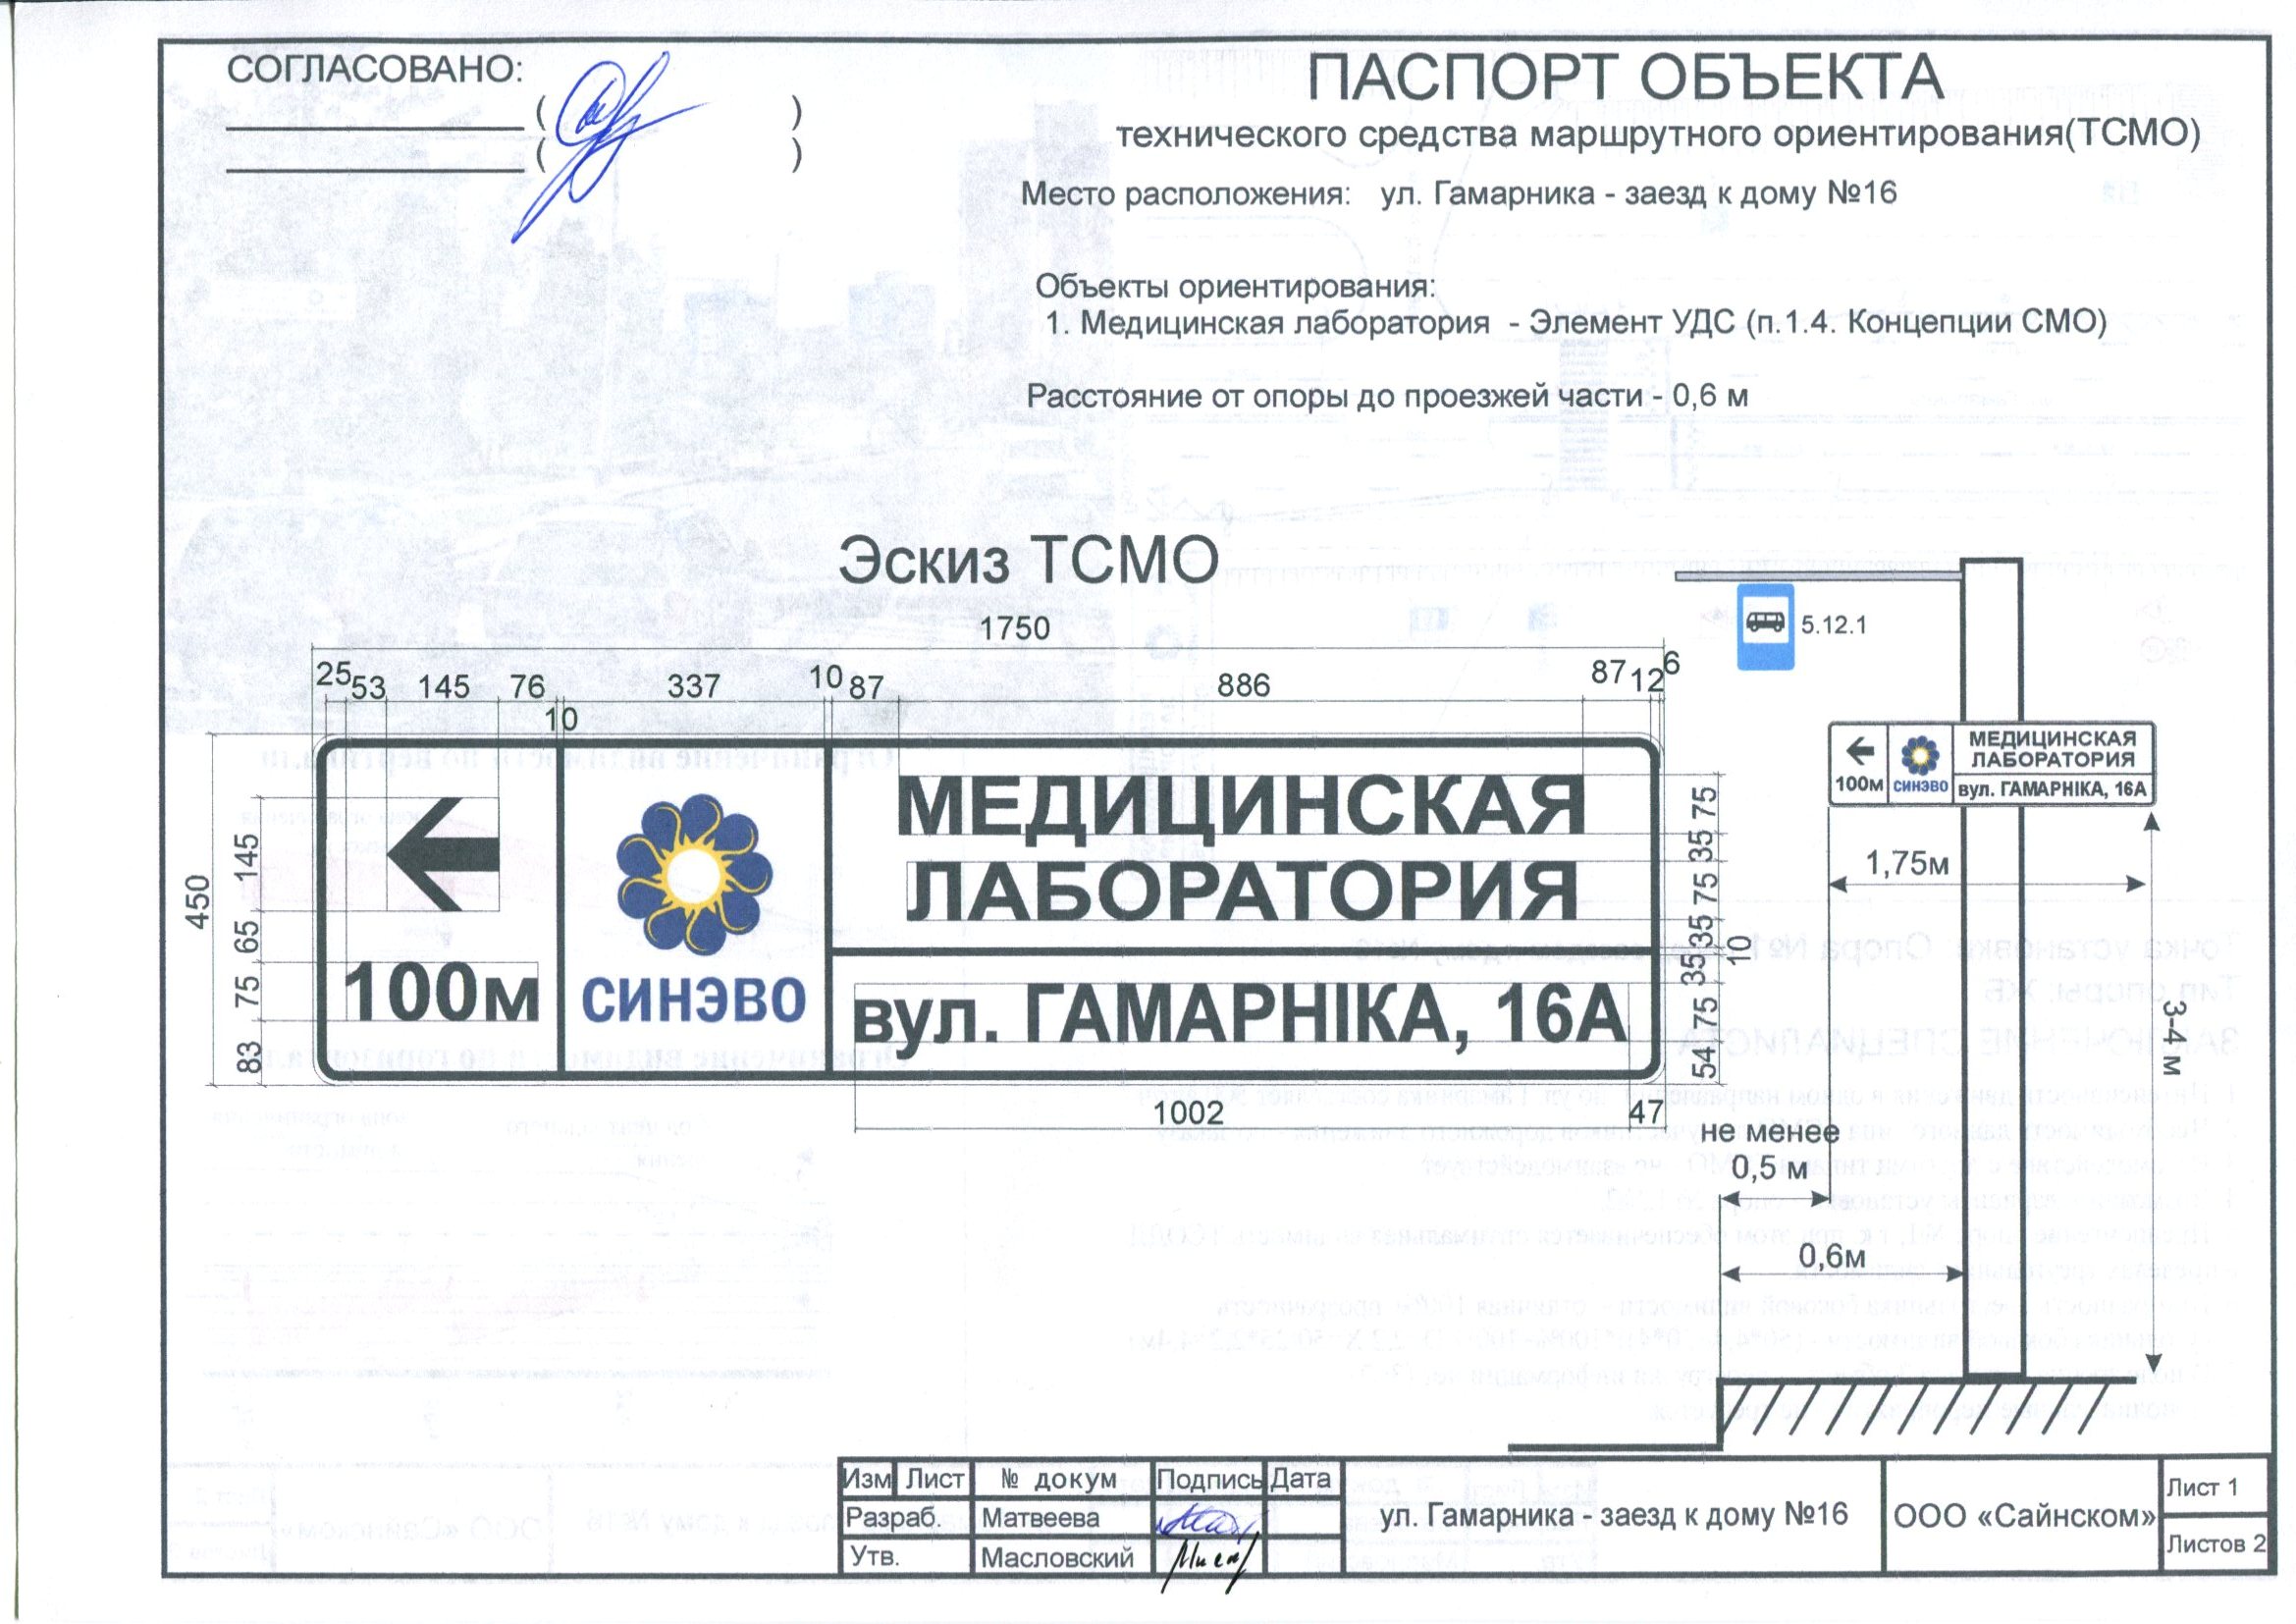 СОГЛАСОВАНО:
( )
( )
ПАСПОРТ ОБЪЕКТА
технического средства маршрутного ориентирования(ТСМО)
Место расположения: ул. Гамарника - заезд к дому №16
Объекты ориентирования:
1. Медицинская лаборатория - Элемент УДС (п.1.4. Концепции СМО)
Расстояние от опоры до проезжей части - 0,6 м
Эскиз ТСМО
1750
25 53 145 76 10 337 10 87 886 87 12 6
450
145 65 75 83
100м
СИНЭВО
МЕДИЦИНСКАЯ
ЛАБОРАТОРИЯ
вул. ГАМАРНІКА, 16А
75 35 75 35 10 35 75 54
1002 47
5.12.1
100м
СИНЭВО
МЕДИЦИНСКАЯ
ЛАБОРАТОРИЯ
вул. ГАМАРНІКА, 16А
1,75м
3-4 м
не менее
0,5 м
0,6м
Изм Лист № докум Подпись Дата
Разраб. Матвеева
Утв. Масловский
ул. Гамарника - заезд к дому №16
ООО «Сайнском»
Лист 1
Листов 2